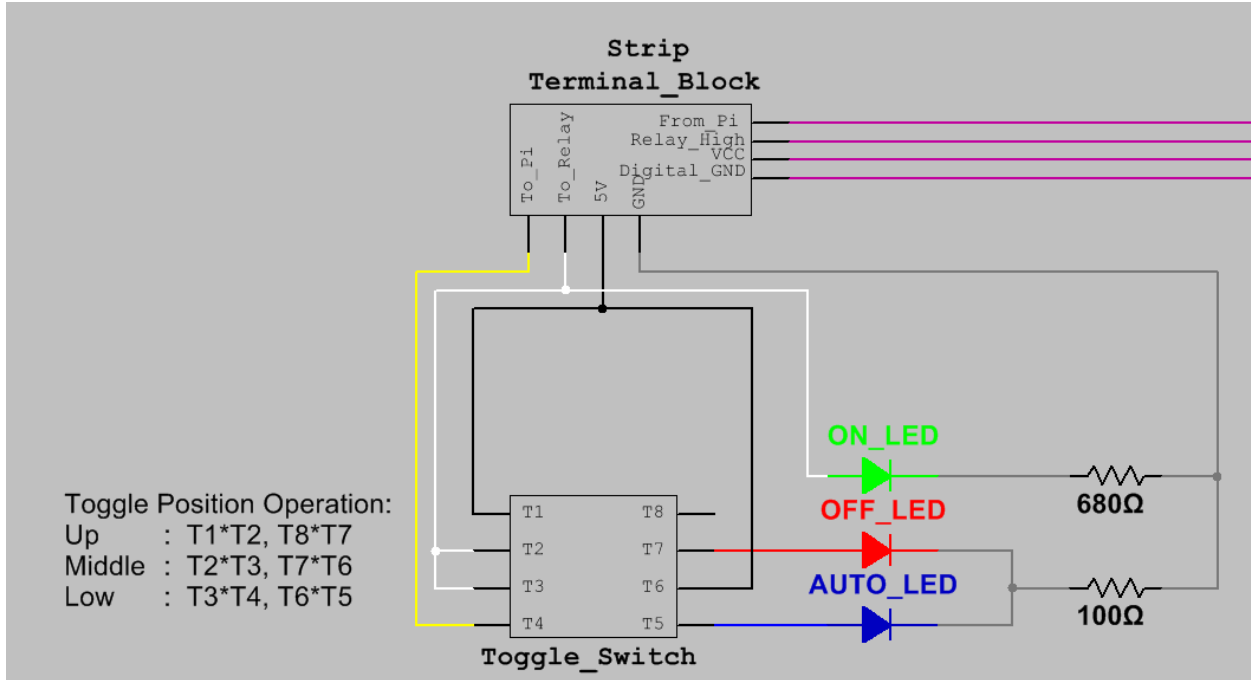 Strip
Terminal_Block
From_Pi
Relay_High
VCC
Digital_GND
To_Pi
To_Relay
5V
GND
ON_LED
680Ω
OFF_LED
AUTO_LED
100Ω
Toggle Position Operation:
Up : T1*T2, T8*T7
Middle : T2*T3, T7*T6
Low : T3*T4, T6*T5
T1 T8
T2 T7
T3 T6
T4 T5
Toggle_Switch